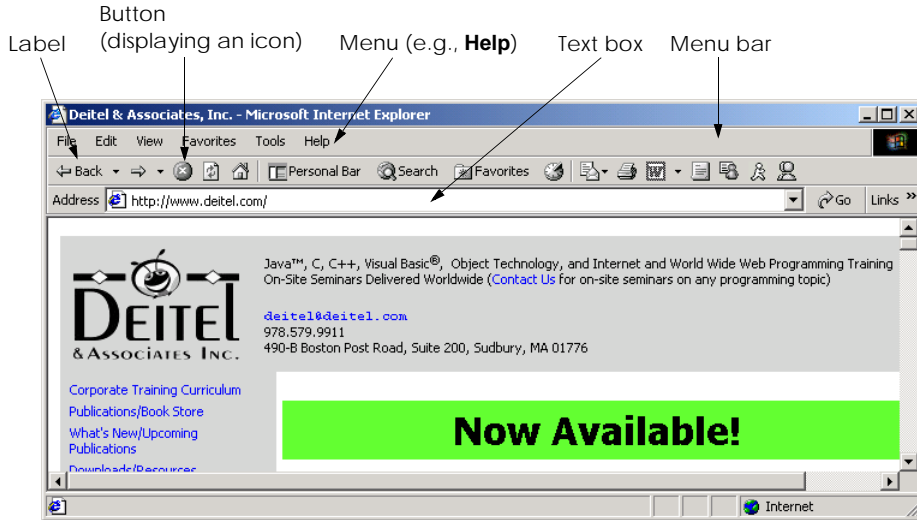 Button
Label (displaying an icon) Menu (e.g., Help) Text box Menu bar
Deitel & Associates, Inc. - Microsoft Internet Explorer
File Edit View Favorites Tools Help
Back Personal Bar Search Favorites
Address http://www.deitel.com/ Go Links »
DEITEL
& ASSOCIATES INC.
Java™, C, C++, Visual Basic®, Object Technology, and Internet and World Wide Web Programming Training
On-Site Seminars Delivered Worldwide (Contact Us for on-site seminars on any programming topic)
deitel@deitel.com
978.579.9911
490-B Boston Post Road, Suite 200, Sudbury, MA 01776
Corporate Training Curriculum
Publications/Book Store
What's New/Upcoming
Publications
Downloads/Resources
Now Available!
Internet